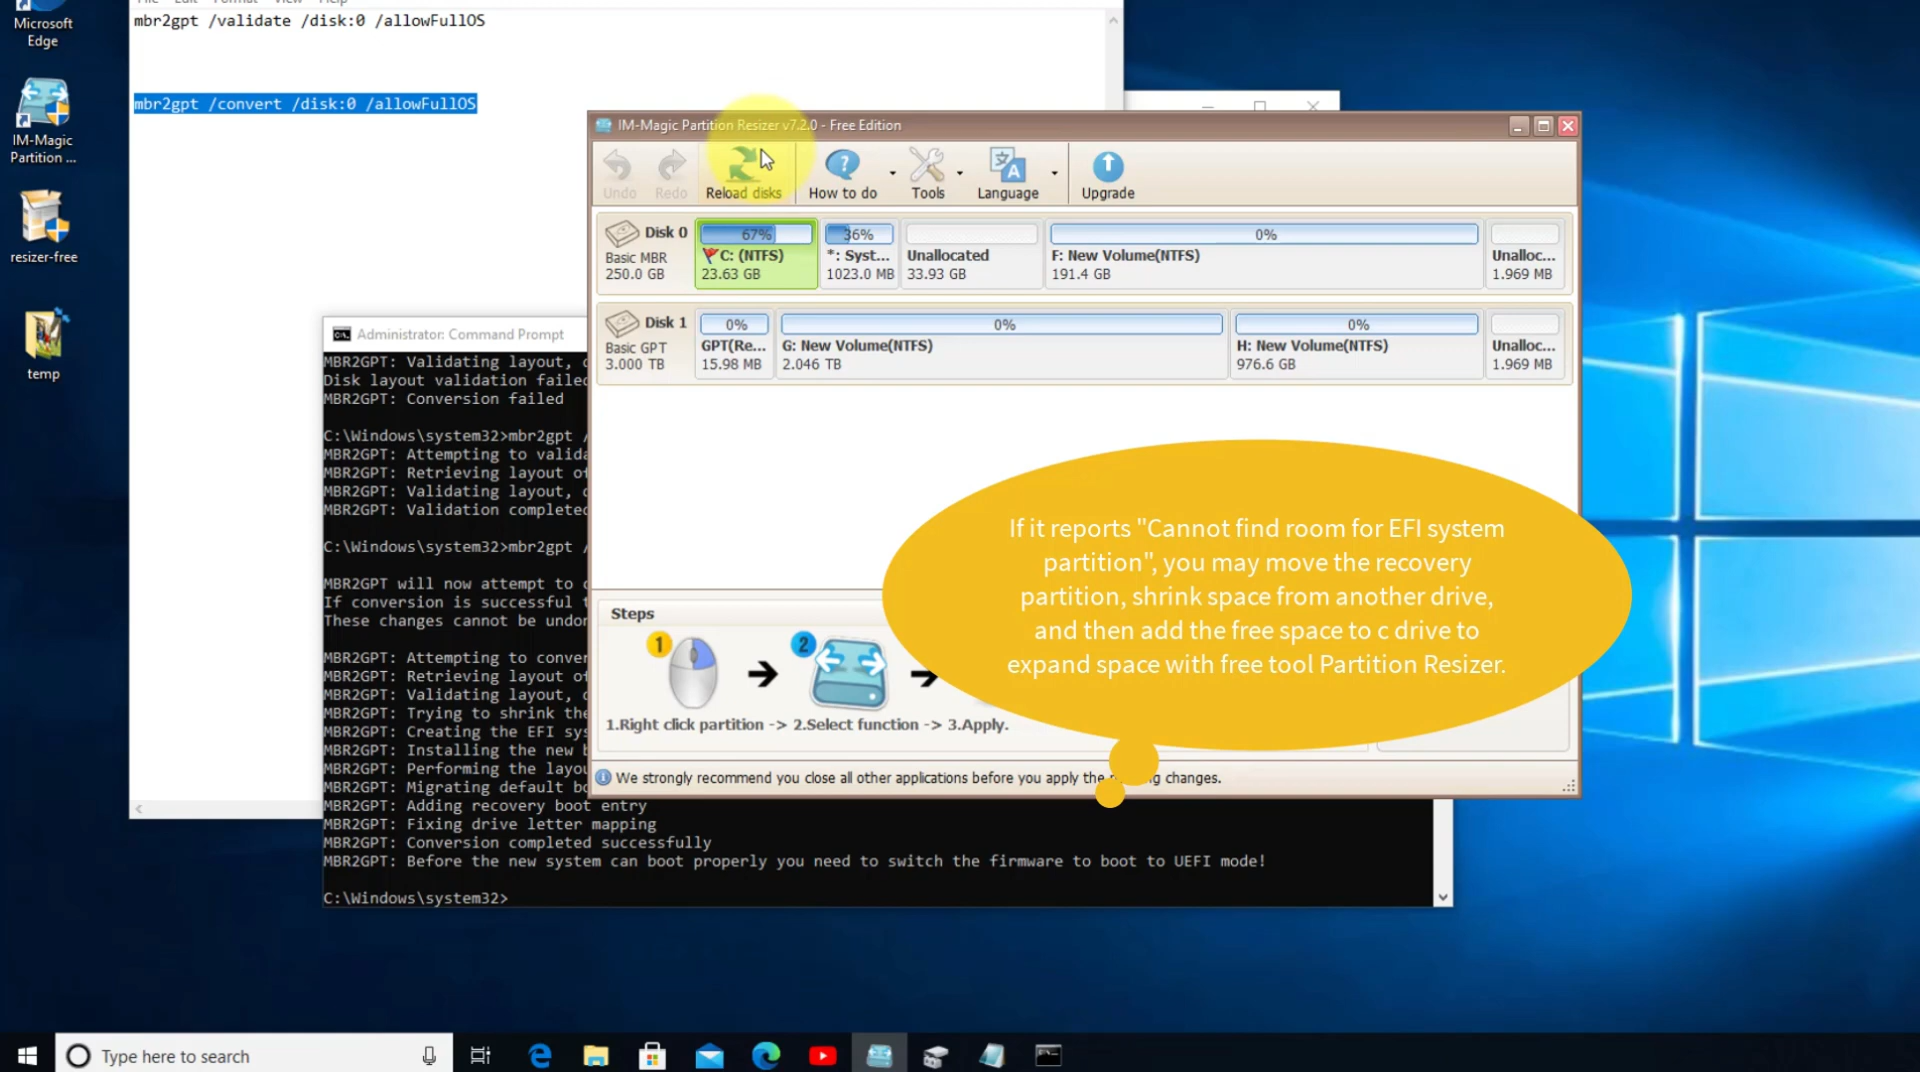 Microsoft
Edge
IM-Magic
Partition ...
resizer-free
temp
File Edit Format View Help
mbr2gpt /validate /disk:0 /allowFullOS
mbr2gpt /convert /disk:0 /allowFullOS
IM-Magic Partition Resizer v7.2.0 - Free Edition
Undo
Redo
Reload disks
How to do
Tools
Language
Upgrade
Disk 0
Basic MBR
250.0 GB
67%
C: (NTFS)
23.63 GB
36%
*: Syst...
1023.0 MB
Unallocated
33.93 GB
0%
F: New Volume(NTFS)
191.4 GB
Unalloc...
1.969 MB
Disk 1
Basic GPT
3.000 TB
0%
GPT(Re...
15.98 MB
0%
G: New Volume(NTFS)
2.046 TB
0%
H: New Volume(NTFS)
976.6 GB
Unalloc...
1.969 MB
If it reports "Cannot find room for EFI system
partition", you may move the recovery
partition, shrink space from another drive,
and then add the free space to c drive to
expand space with free tool Partition Resizer.
Steps
1
2
1.Right click partition -> 2.Select function -> 3.Apply.
We strongly recommend you close all other applications before you apply the changes.
Administrator: Command Prompt
MBR2GPT: Validating layout,
Disk layout validation failed
MBR2GPT: Conversion failed
C:\Windows\system32>mbr2gpt /
MBR2GPT: Attempting to valida
MBR2GPT: Retrieving layout of
MBR2GPT: Validating layout,
MBR2GPT: Validation completed
C:\Windows\system32>mbr2gpt /
MBR2GPT will now attempt to
If conversion is successful
These changes cannot be undon
MBR2GPT: Attempting to conver
MBR2GPT: Retrieving layout of
MBR2GPT: Validating layout,
MBR2GPT: Trying to shrink the
MBR2GPT: Creating the EFI sys
MBR2GPT: Installing the new b
MBR2GPT: Performing the layou
MBR2GPT: Migrating default bo
MBR2GPT: Adding recovery boot entry
MBR2GPT: Fixing drive letter mapping
MBR2GPT: Conversion completed successfully
MBR2GPT: Before the new system can boot properly you need to switch the firmware to boot to UEFI mode!
C:\Windows\system32>
Type here to search